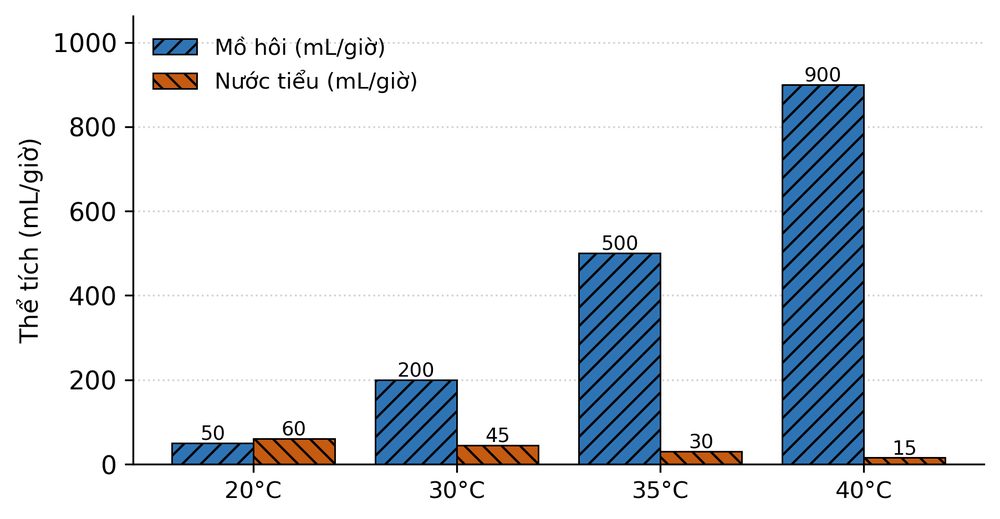 Mồ hôi (mL/giờ)
Nước tiểu (mL/giờ)
Thể tích (mL/giờ)
1000
800
600
400
200
0
50
60
200
45
500
30
900
15
20°C
30°C
35°C
40°C